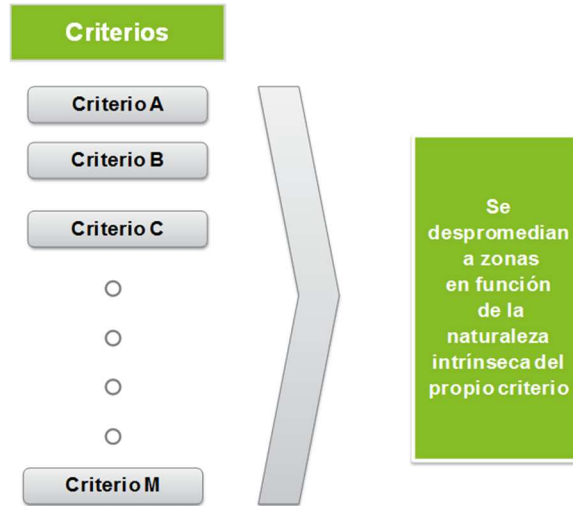 Criterios
Criterio A
Criterio B
Criterio C
Criterio M
Se
despromedian
a zonas
en función
de la
naturaleza
intrínseca del
propio criterio